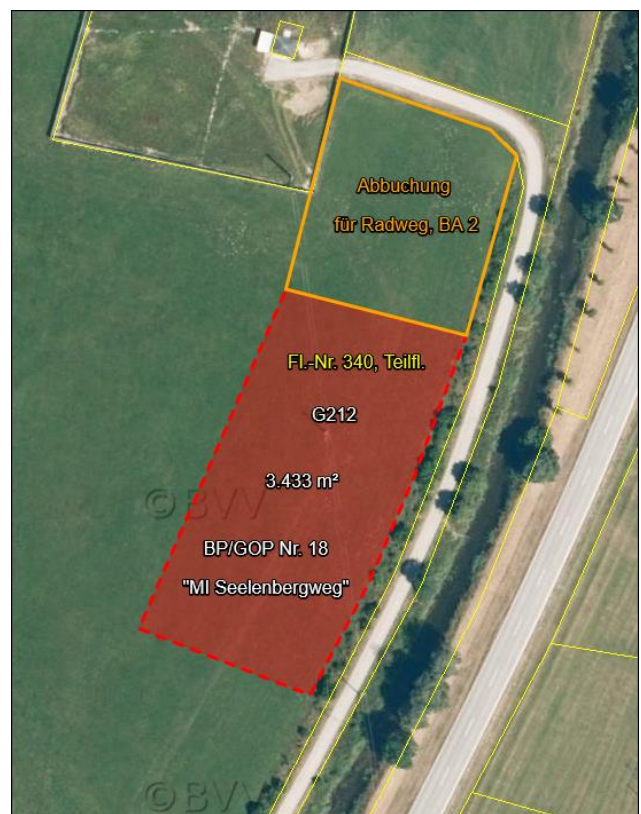 Abbuchung
für Radweg, BA 2
Fl.-Nr. 340, Teilfl.
G212
3.433 m²
© BVV
BP/GOP Nr. 18
"MI Seelenbergweg"
© BVV